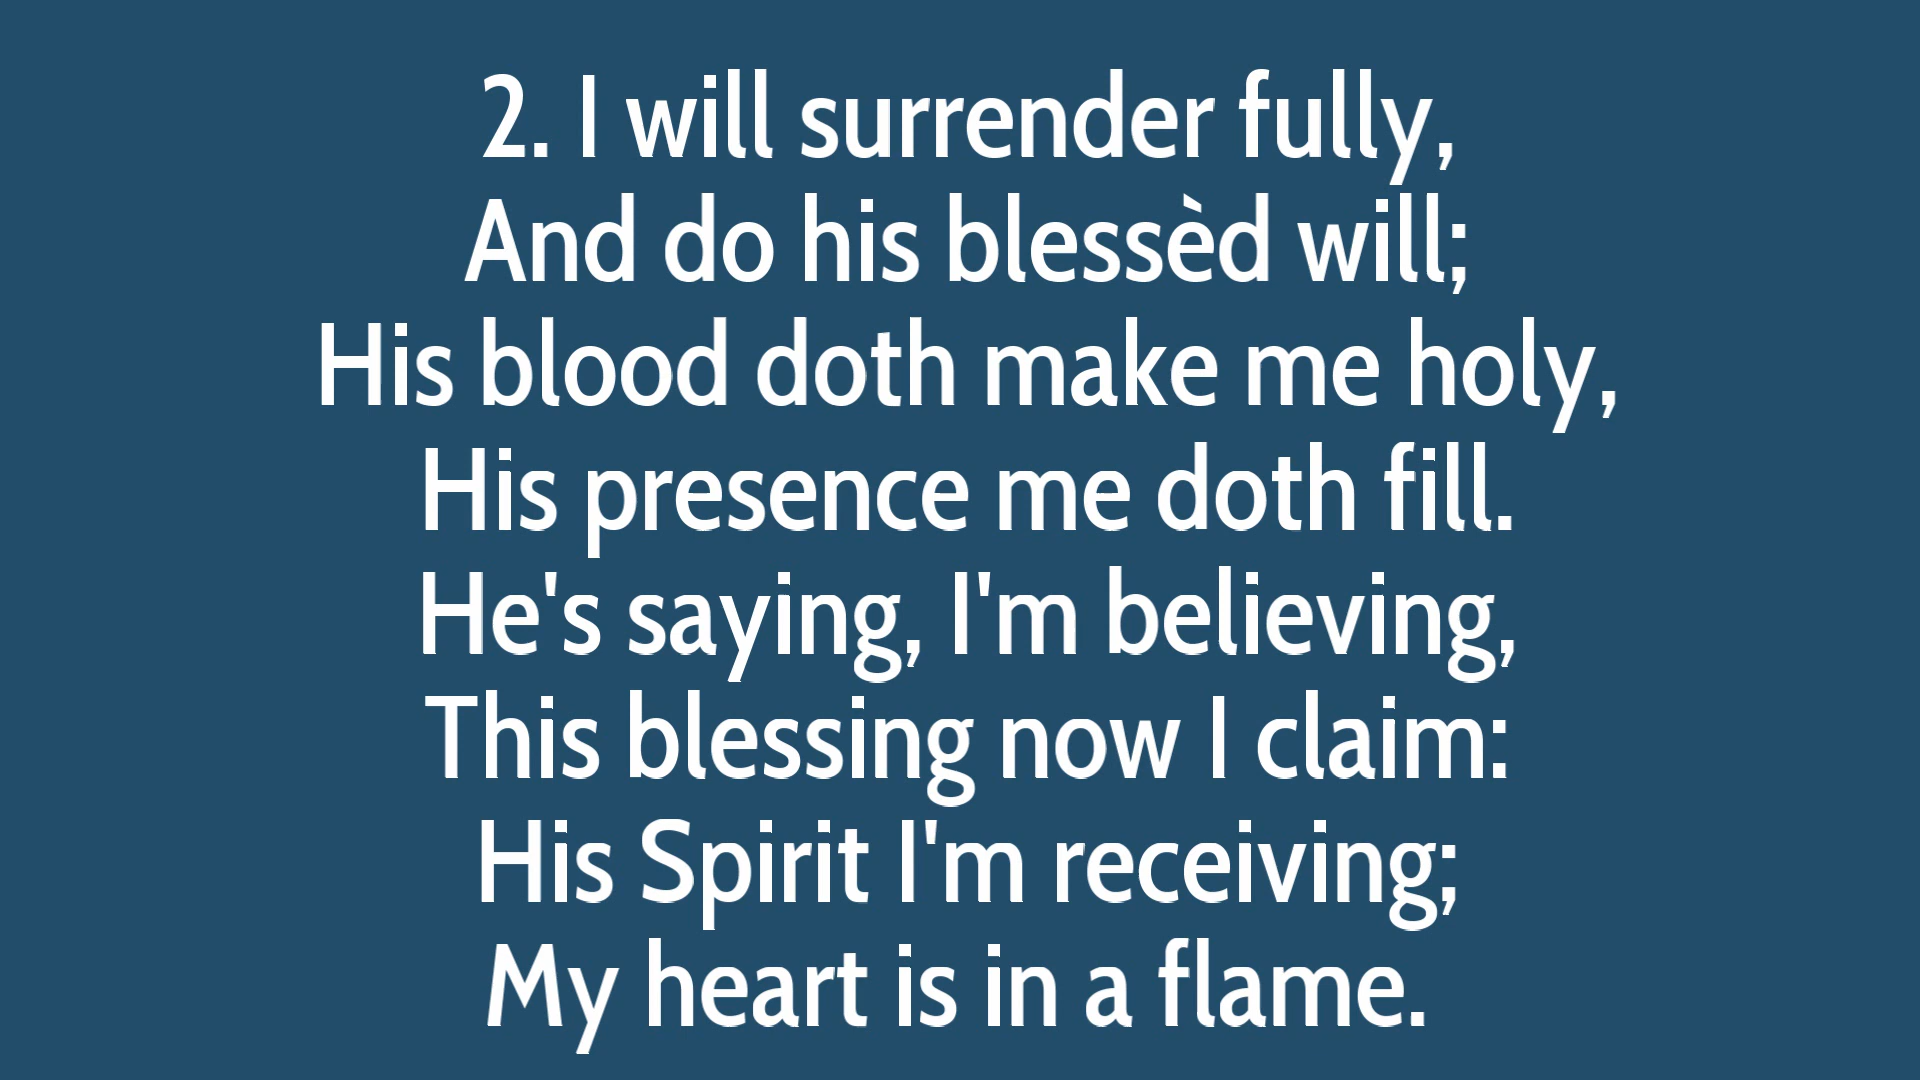 2. I will surrender fully,
And do his blessèd will;
His blood doth make me holy,
His presence me doth fill.
He's saying, I'm believing,
This blessing now I claim:
His Spirit I'm receiving;
My heart is in a flame.